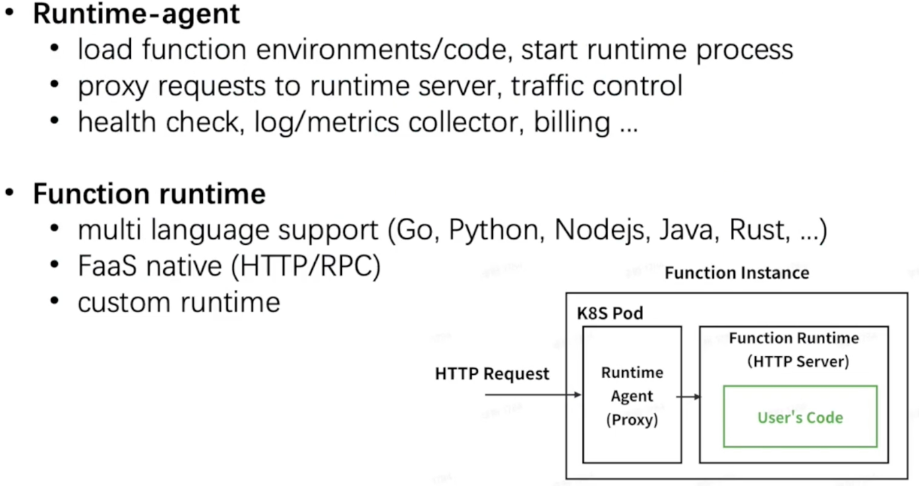 • Runtime-agent
• load function environments/code, start runtime process
• proxy requests to runtime server, traffic control
• health check, log/metrics collector, billing ...
• Function runtime
• multi language support (Go, Python, Nodejs, Java, Rust, ...)
• FaaS native (HTTP/RPC)
• custom runtime
Function Instance
K8S Pod
HTTP Request
Runtime
Agent
(Proxy)
Function Runtime
(HTTP Server)
User's Code